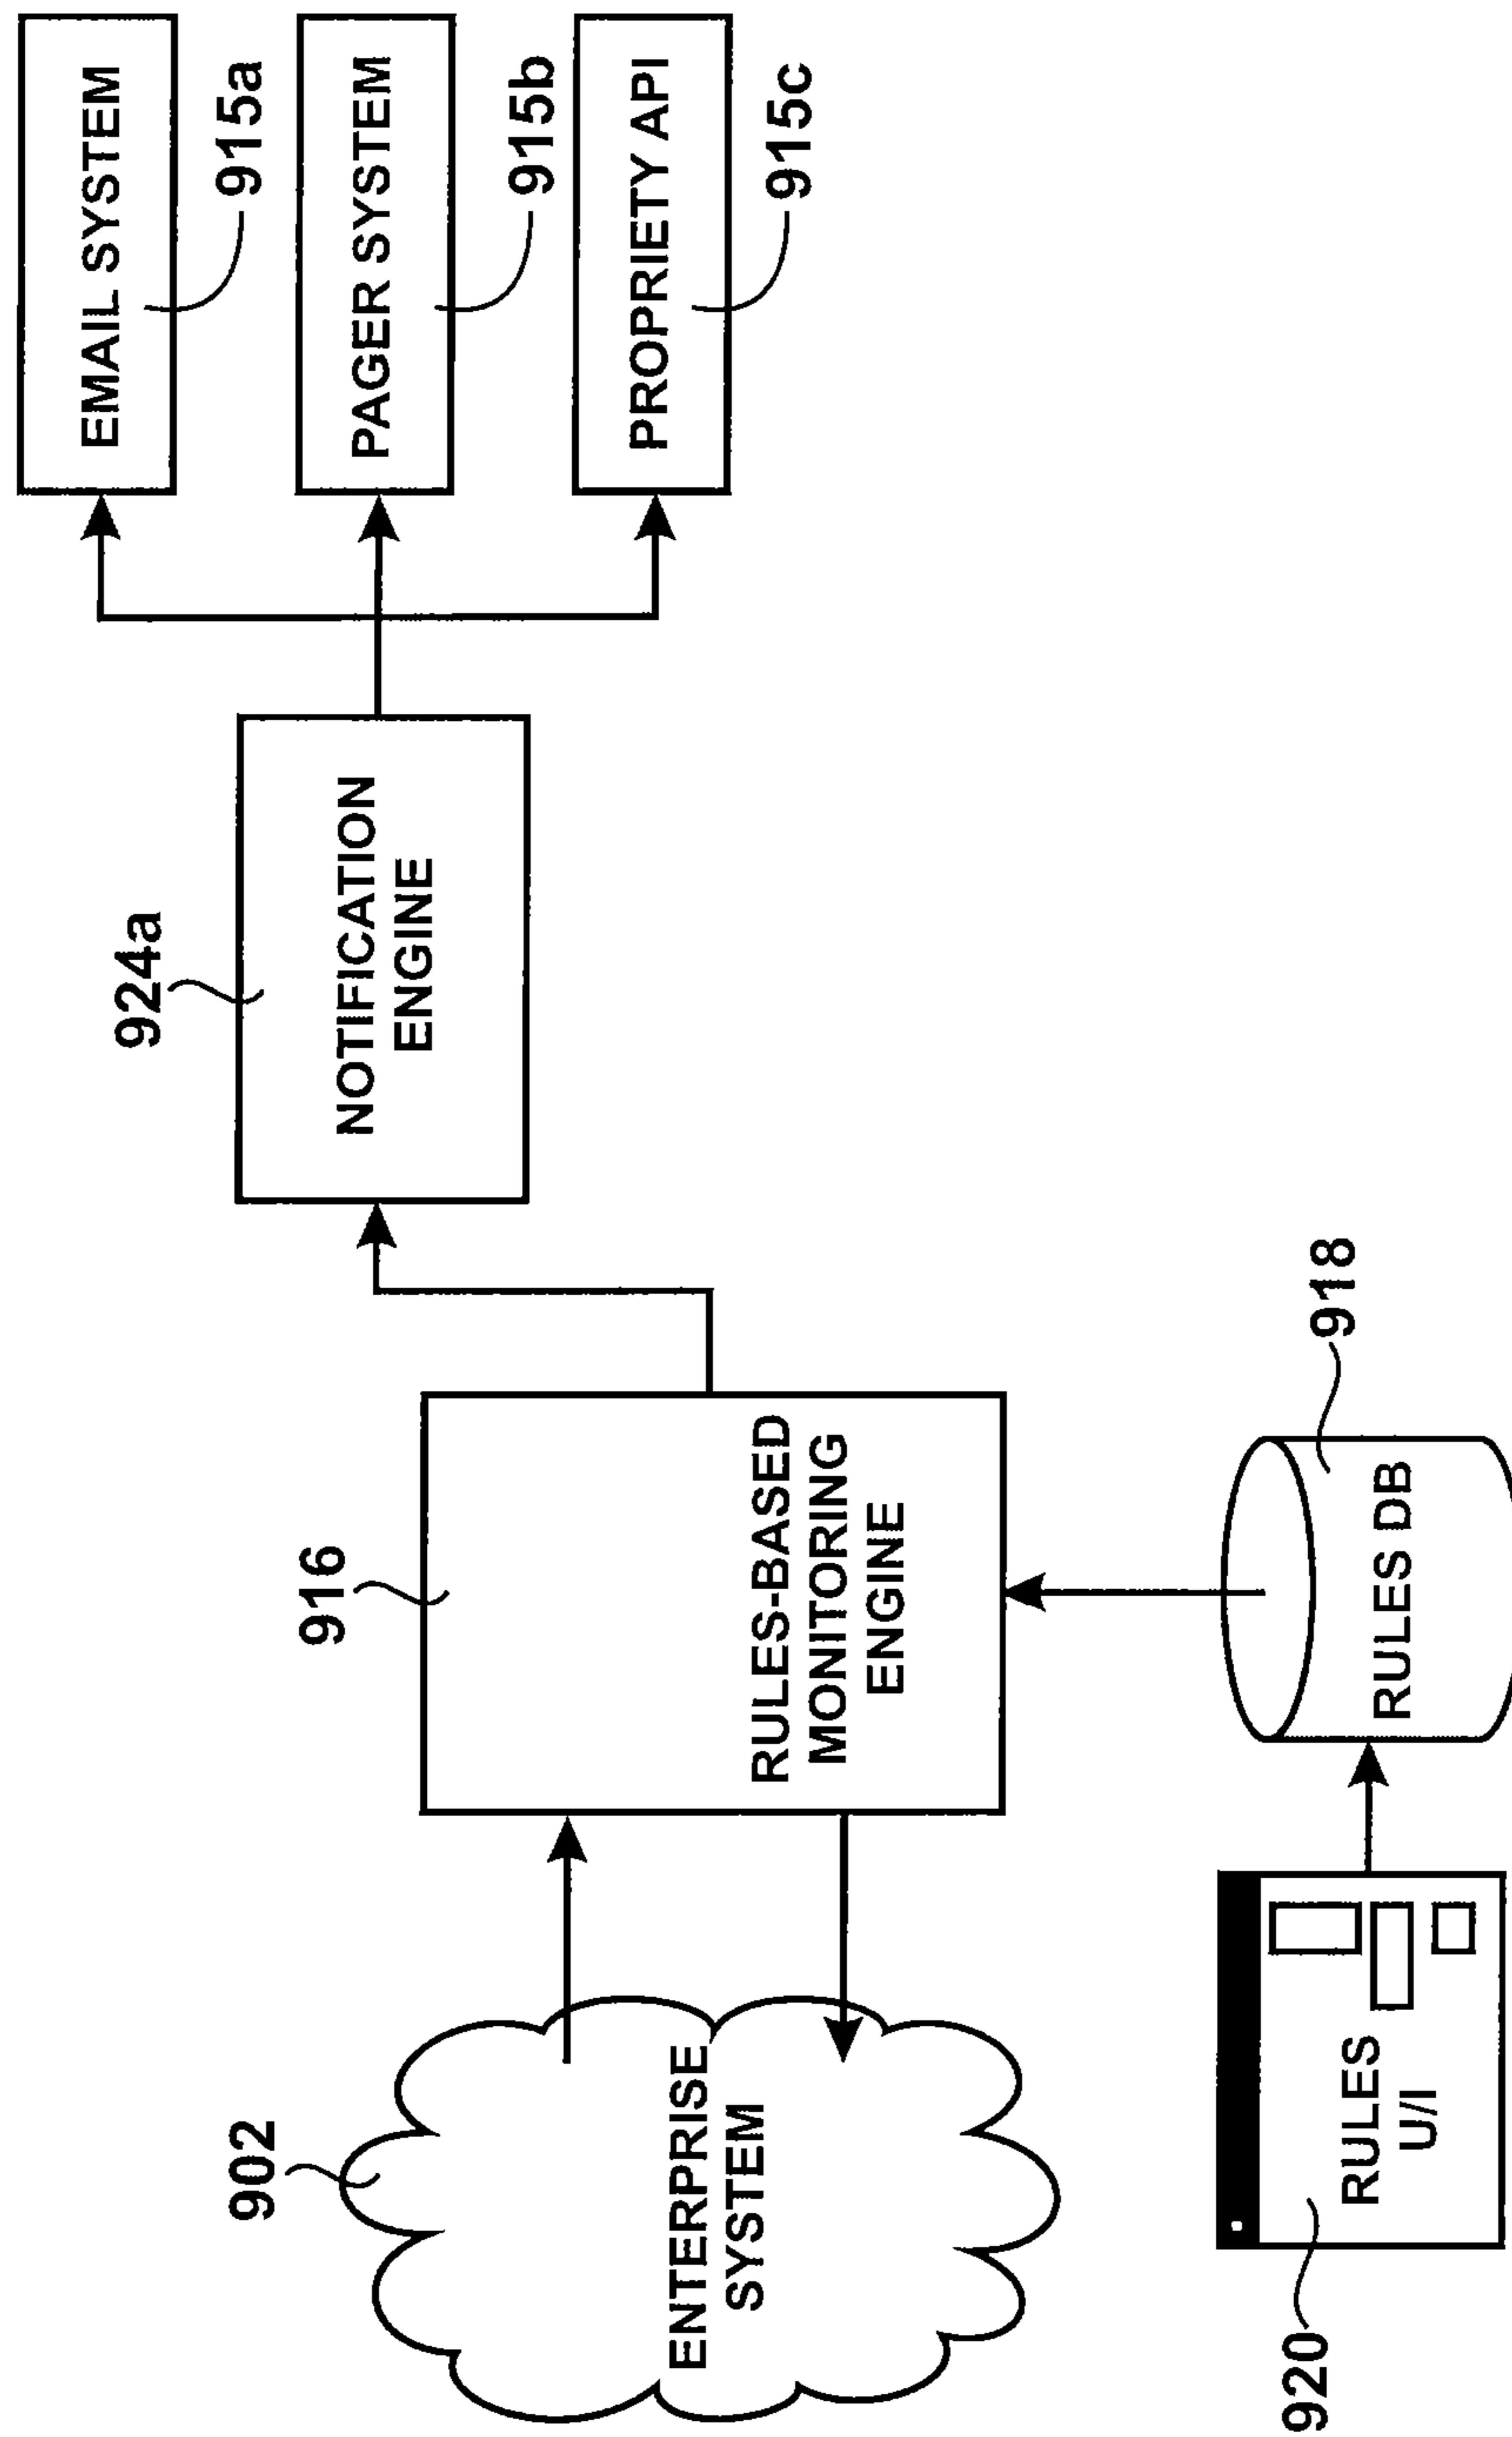 902
ENTERPRISE
SYSTEM
916
RULES-BASED
MONITORING
ENGINE
924a
NOTIFICATION
ENGINE
EMAIL SYSTEM
915a
PAGER SYSTEM
915b
PROPRIETY API
915c
920
RULES
U/I
918
RULES DB